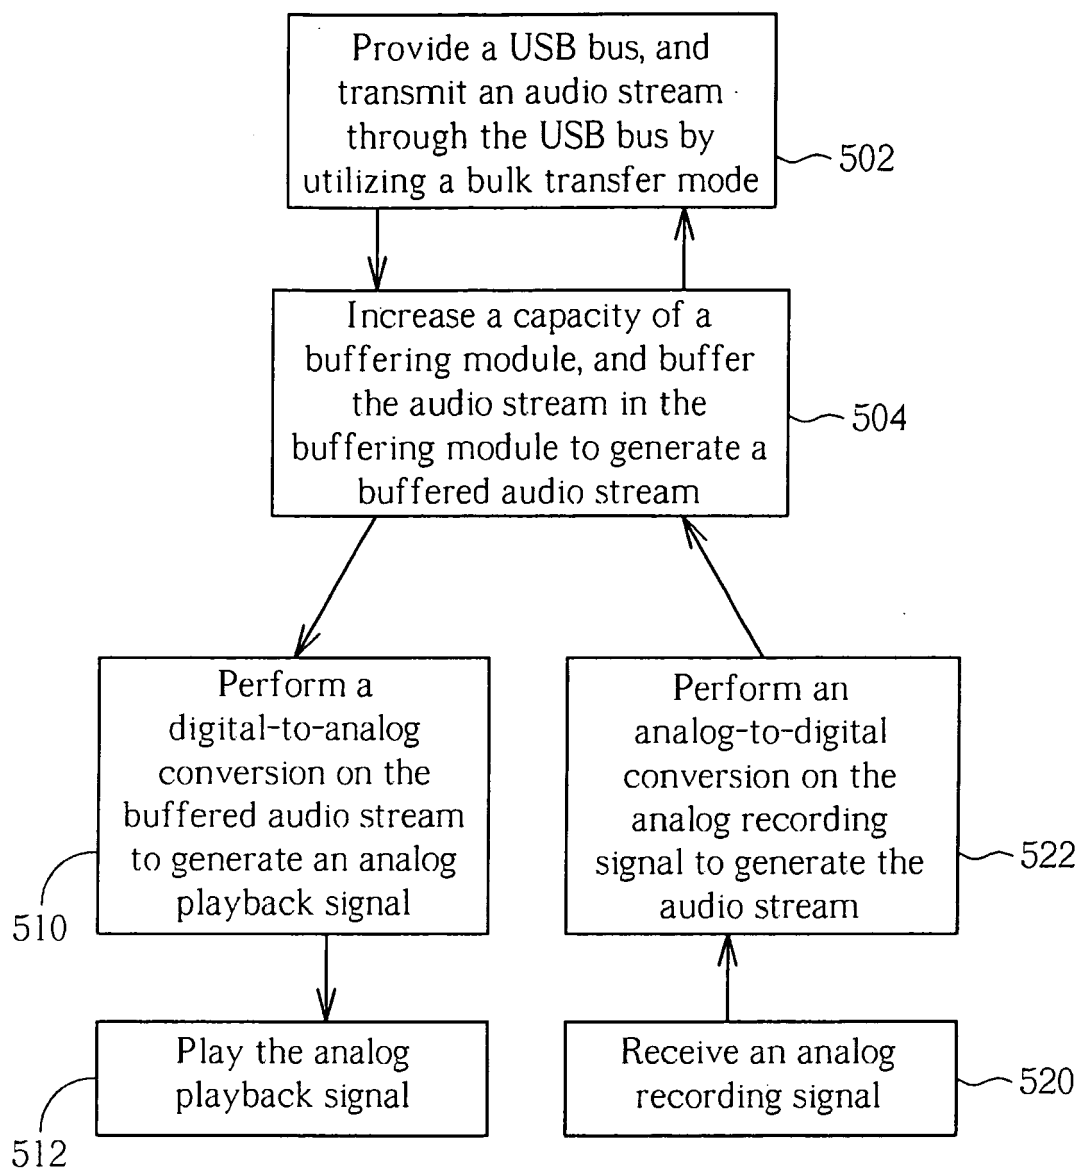 Provide a USB bus, and
transmit an audio stream
through the USB bus by
utilizing a bulk transfer mode
502
Increase a capacity of a
buffering module, and buffer
the audio stream in the
buffering module to generate a
buffered audio stream
504
Perform a
digital-to-analog
conversion on the
buffered audio stream
to generate an analog
playback signal
510
Perform an
analog-to-digital
conversion on the
analog recording
signal to generate the
audio stream
522
Play the analog
playback signal
512
Receive an analog
recording signal
520